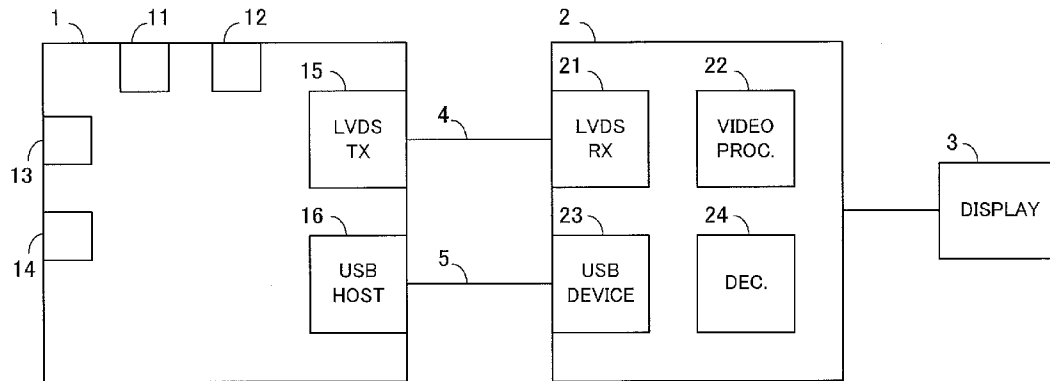 1
11
12
2
15
21
22
LVDS
TX
4
LVDS
RX
VIDEO
PROC.
3
13
DISPLAY
16
23
24
14
USB
HOST
5
USB
DEVICE
DEC.